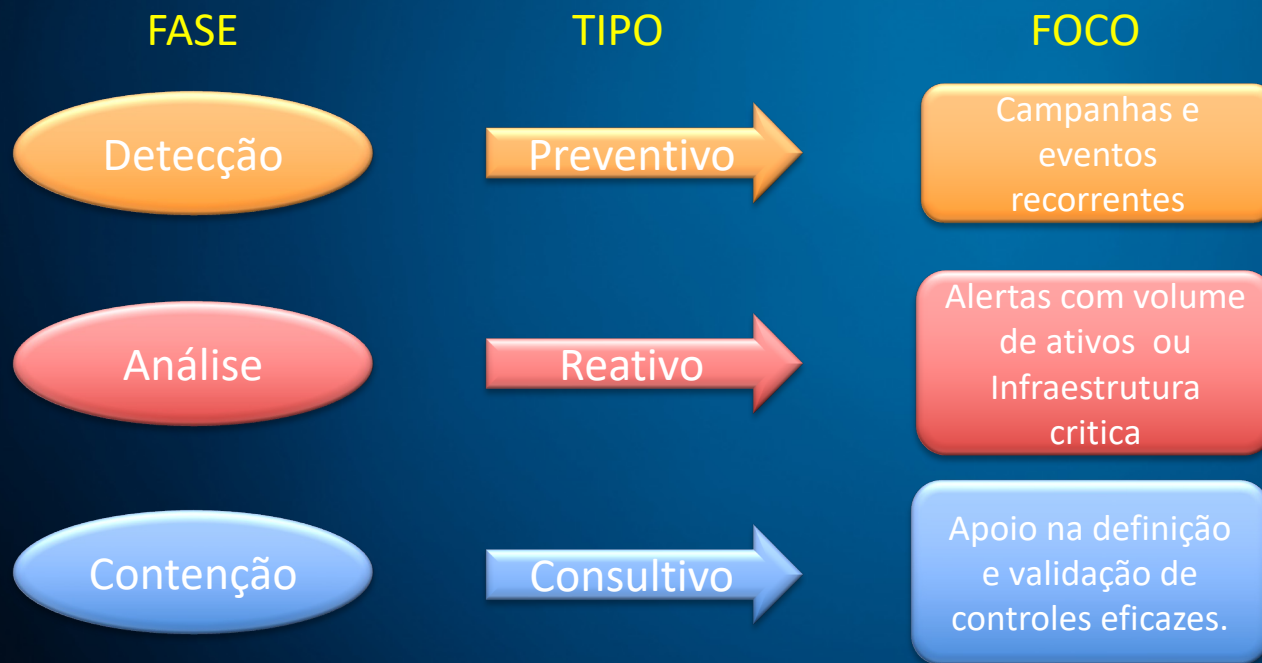 FASE
TIPO
FOCO
Detecção
Preventivo
Campanhas e
eventos
recorrentes
Análise
Reativo
Alertas com volume
de ativos ou
Infraestrutura
critica
Contenção
Consultivo
Apoio na definição
e validação de
controles eficazes.